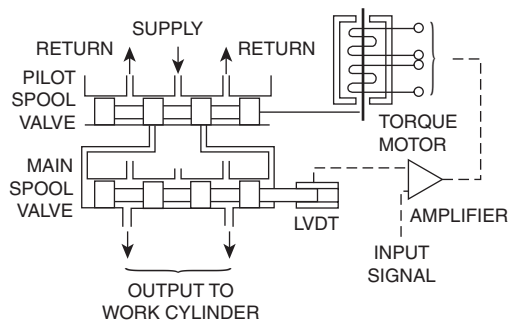 SUPPLY
RETURN
RETURN
PILOT
SPOOL
VALVE
TORQUE
MOTOR
MAIN
SPOOL
VALVE
LVDT
AMPLIFIER
INPUT
SIGNAL
OUTPUT TO
WORK CYLINDER